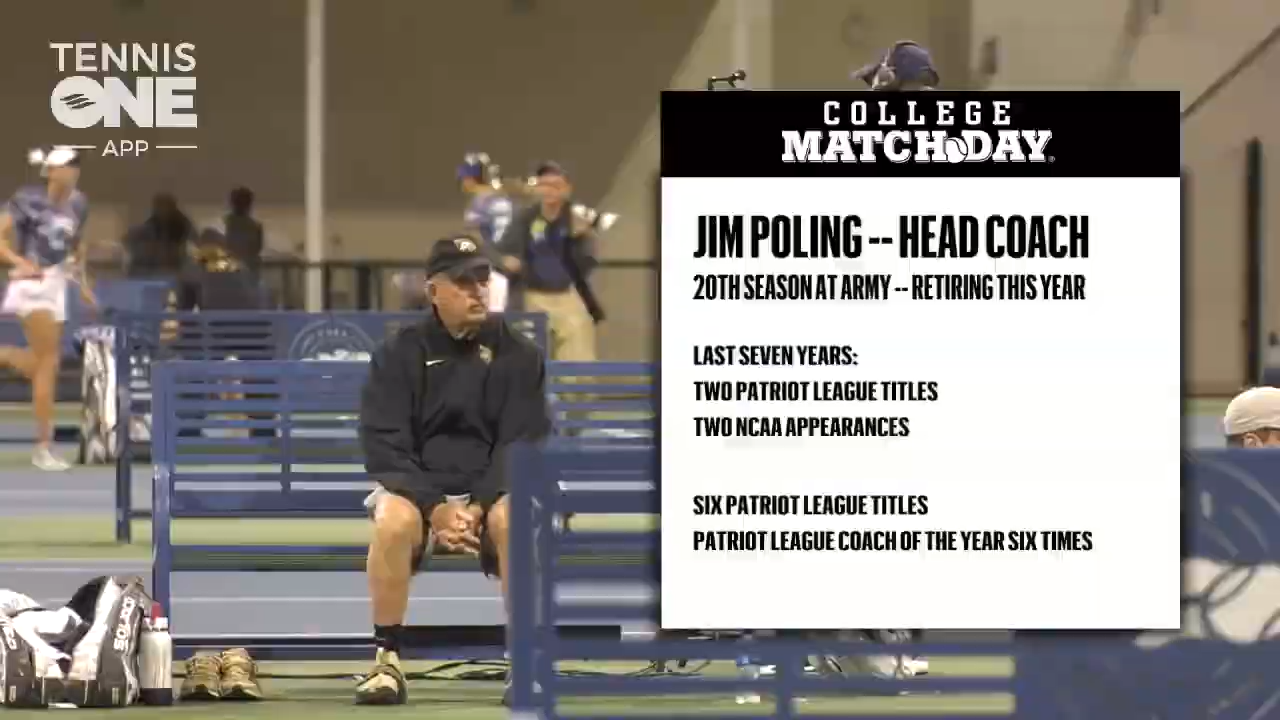 TENNIS
ONE
APP
COLLEGE
MATCHDAY
JIM POLING -- HEAD COACH
20TH SEASON AT ARMY -- RETIRING THIS YEAR
LAST SEVEN YEARS:
TWO PATRIOT LEAGUE TITLES
TWO NCAA APPEARANCES
SIX PATRIOT LEAGUE TITLES
PATRIOT LEAGUE COACH OF THE YEAR SIX TIMES
SOLINCO